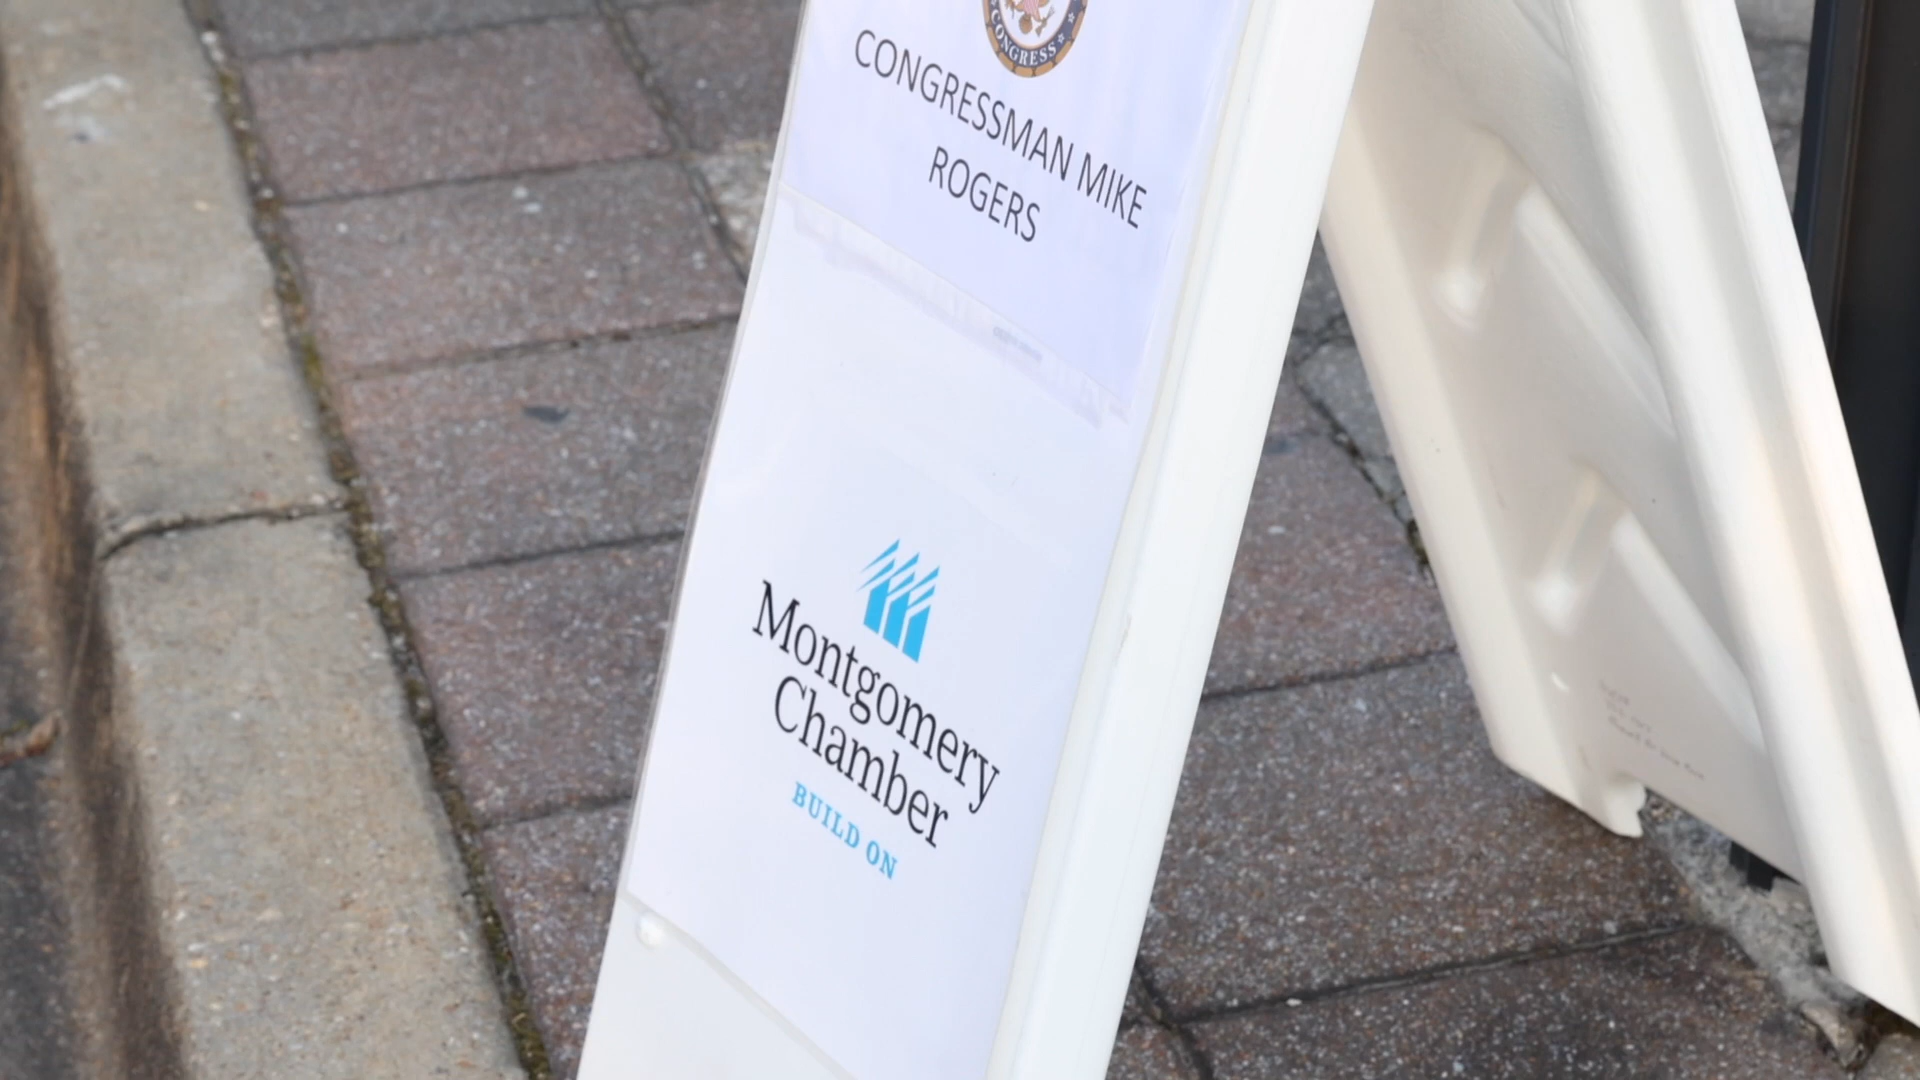 CONGRESS
CONGRESSMAN MIKE
ROGERS
Montgomery
Chamber
BUILD ON